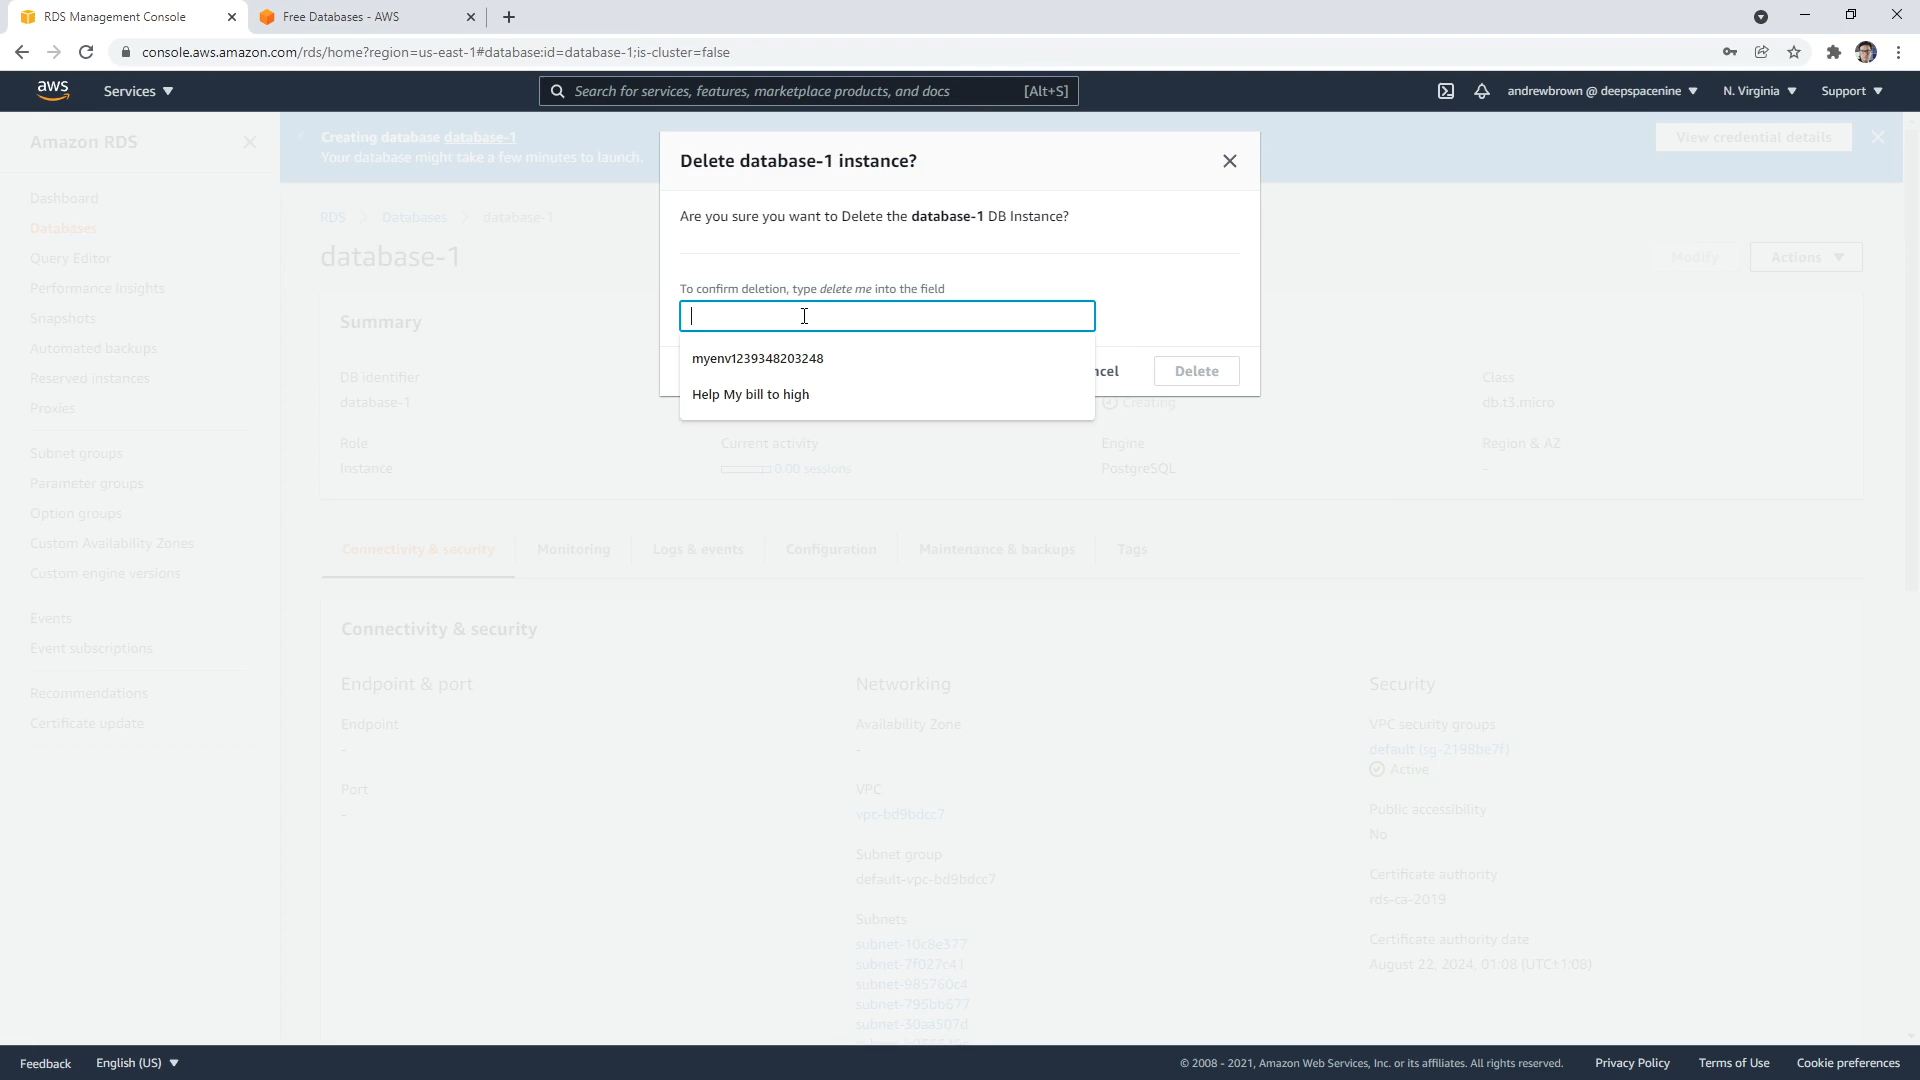 RDS Management Console
Free Databases - AWS
console.aws.amazon.com/rds/home?region=us-east-1#database:id=database-1;is-cluster=false
aws
Services
Search for services, features, marketplace products, and docs
[Alt+S]
andrewbrown @ deepspacenine
N. Virginia
Support
Amazon RDS
Dashboard
Databases
Query Editor
Performance Insights
Snapshots
Automated backups
Reserved instances
Proxies
Subnet groups
Parameter groups
Option groups
Custom Availability Zones
Custom engine versions
Events
Event subscriptions
Recommendations
Certificate update
Creating database database-1
Your database might take a few minutes to launch.
View credential details
RDS
Databases
database-1
database-1
Modify
Actions
Delete database-1 instance?
Are you sure you want to Delete the database-1 DB Instance?
To confirm deletion, type delete me into the field
myenv1239348203248
Help My bill to high
ncel
Delete
Summary
DB identifier
database-1
Creating
Class
db.t3.micro
Role
Instance
Current activity
0.00 sessions
Engine
PostgreSQL
Region & AZ
-
Connectivity & security
Monitoring
Logs & events
Configuration
Maintenance & backups
Tags
Connectivity & security
Endpoint & port
Endpoint
-
Port
-
Networking
Availability Zone
-
VPC
vpc-bd9bdcc7
Subnet group
default-vpc-bd9bdcc7
Subnets
subnet-10c8e377
subnet-7f027c41
subnet-985760c4
subnet-795bb677
subnet-30aa507d
Security
VPC security groups
default (sg-2198be7f)
Active
Public accessibility
No
Certificate authority
rds-ca-2019
Certificate authority date
August 22, 2024, 01:08 (UTC±1:08)
Feedback
English (US)
© 2008 - 2021, Amazon Web Services, Inc. or its affiliates. All rights reserved.
Privacy Policy
Terms of Use
Cookie preferences